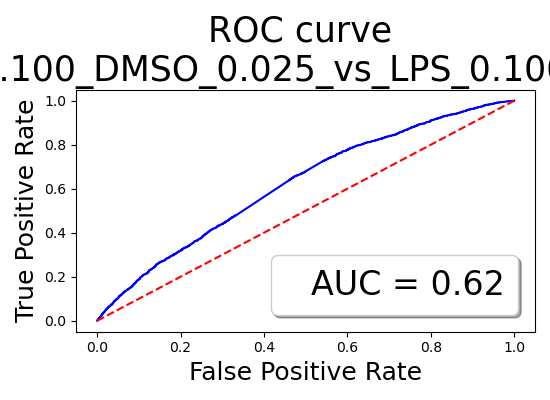 ROC curve
.100_DMSO_0.025_vs_LPS_0.100
True Positive Rate
1.0
0.8
0.6
0.4
0.2
0.0
AUC = 0.62
0.0 0.2 0.4 0.6 0.8 1.0
False Positive Rate